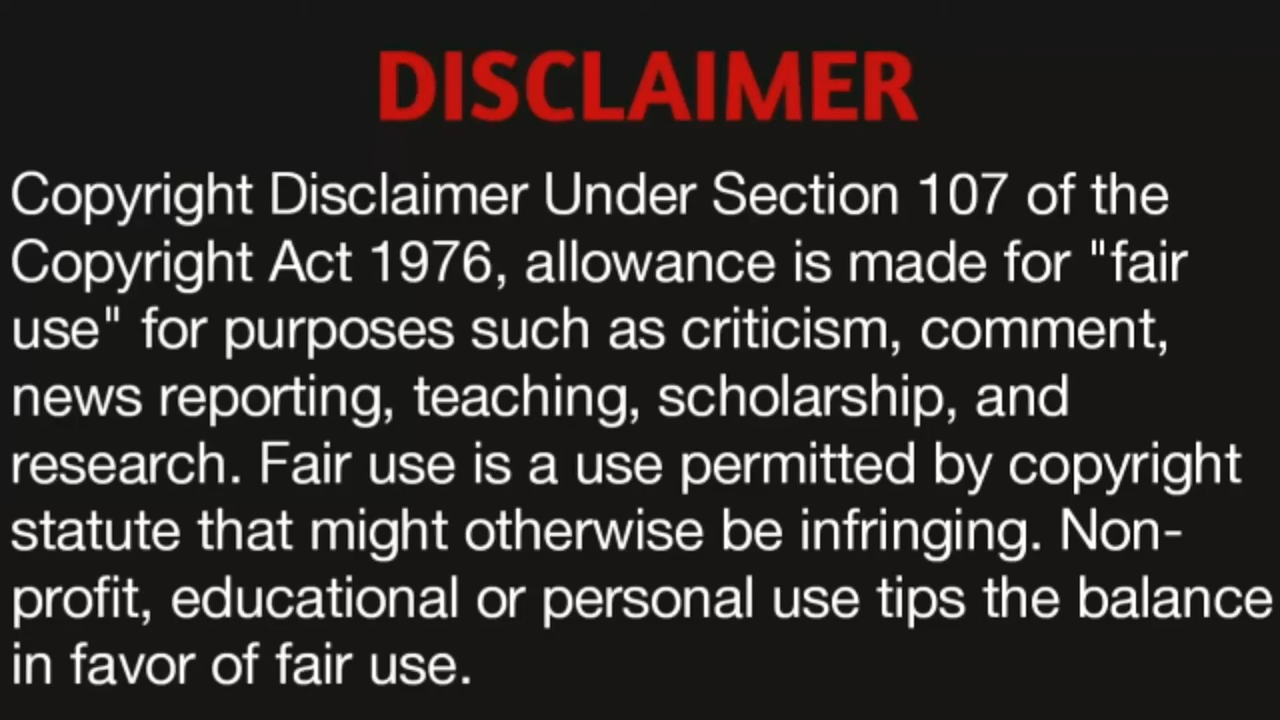 DISCLAIMER
Copyright Disclaimer Under Section 107 of the
Copyright Act 1976, allowance is made for "fair
use" for purposes such as criticism, comment,
news reporting, teaching, scholarship, and
research. Fair use is a use permitted by copyright
statute that might otherwise be infringing. Non-
profit, educational or personal use tips the balance
in favor of fair use.